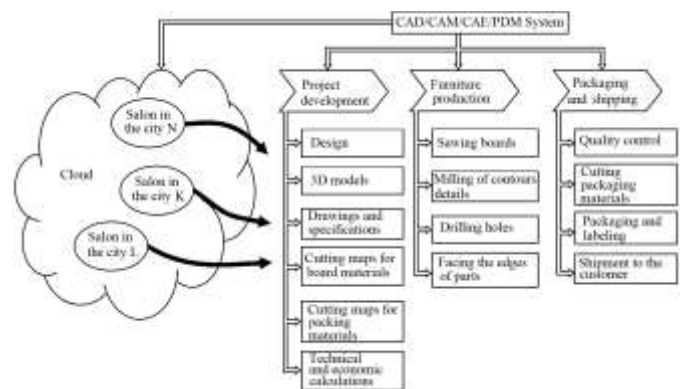 CAD/CAM/CAE/PDM System
Project
development
Furniture
production
Packaging
and shipping
Salon in
the city N
Cloud
Salon in
the city K
Salon in
the city L
Design
3D models
Drawings and
specifications
Cutting maps for
board materials
Cutting maps for
packing
materials
Technical
and economic
calculations
Sawing boards
Milling of contours
details
Drilling holes
Facing the edges
of parts
Quality control
Cutting
packaging
materials
Packaging and
labeling
Shipment to the
customer